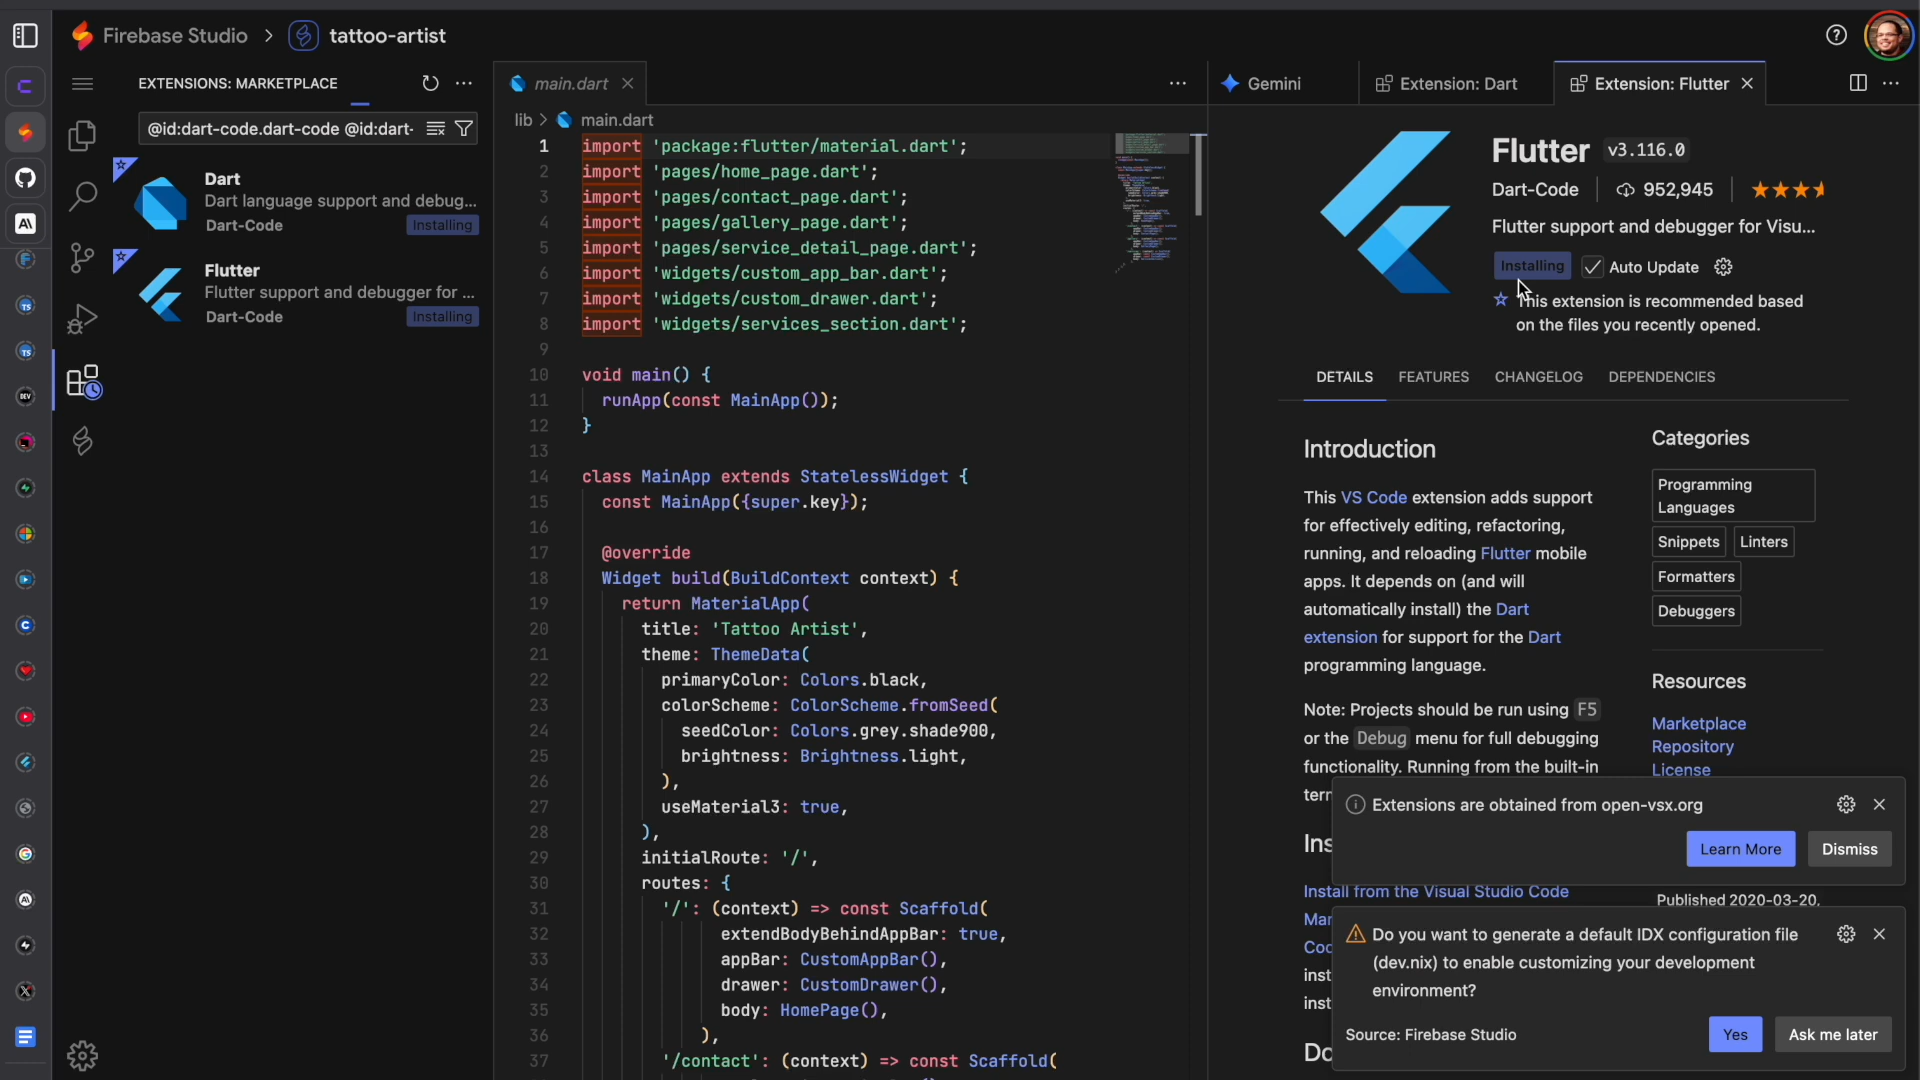 Firebase Studio > tattoo-artist
EXTENSIONS: MARKETPLACE
@id:dart-code.dart-code @id:dart-
Dart
Dart language support and debug...
Dart-Code
Installing
Flutter
Flutter support and debugger for ...
Dart-Code
Installing
main.dart
lib > main.dart
1 import 'package:flutter/material.dart';
2 import 'pages/home_page.dart';
3 import 'pages/contact_page.dart';
4 import 'pages/gallery_page.dart';
5 import 'pages/service_detail_page.dart';
6 import 'widgets/custom_app_bar.dart';
7 import 'widgets/custom_drawer.dart';
8 import 'widgets/services_section.dart';
9
10 void main() {
11 runApp(const MainApp());
12 }
13
14 class MainApp extends StatelessWidget {
15 const MainApp({super.key});
16
17 @override
18 Widget build(BuildContext context) {
19 return MaterialApp(
20 title: 'Tattoo Artist',
21 theme: ThemeData(
22 primaryColor: Colors.black,
23 colorScheme: ColorScheme.fromSeed(
24 seedColor: Colors.grey.shade900,
25 brightness: Brightness.light,
26 ),
27 useMaterial3: true,
28 ),
29 initialRoute: '/',
30 routes: {
31 '/': (context) => const Scaffold(
32 extendBodyBehindAppBar: true,
33 appBar: CustomAppBar(),
34 drawer: CustomDrawer(),
35 body: HomePage(),
36 ),
37 '/contact': (context) => const Scaffold(
Gemini
Extension: Dart
Extension: Flutter
Flutter v3.116.0
Dart-Code 952,945
Flutter support and debugger for Visu...
Installing Auto Update
This extension is recommended based
on the files you recently opened.
DETAILS FEATURES CHANGELOG DEPENDENCIES
Introduction
This VS Code extension adds support
for effectively editing, refactoring,
running, and reloading Flutter mobile
apps. It depends on (and will
automatically install) the Dart
extension for support for the Dart
programming language.
Note: Projects should be run using F5
or the Debug menu for full debugging
functionality. Running from the built-in
Install from the Visual Studio Code
Categories
Programming
Languages
Snippets Linters
Formatters
Debuggers
Resources
Marketplace
Repository
License
Published 2020-03-20,
Extensions are obtained from open-vsx.org
Learn More Dismiss
Do you want to generate a default IDX configuration file
(dev.nix) to enable customizing your development
environment?
Source: Firebase Studio
Yes Ask me later